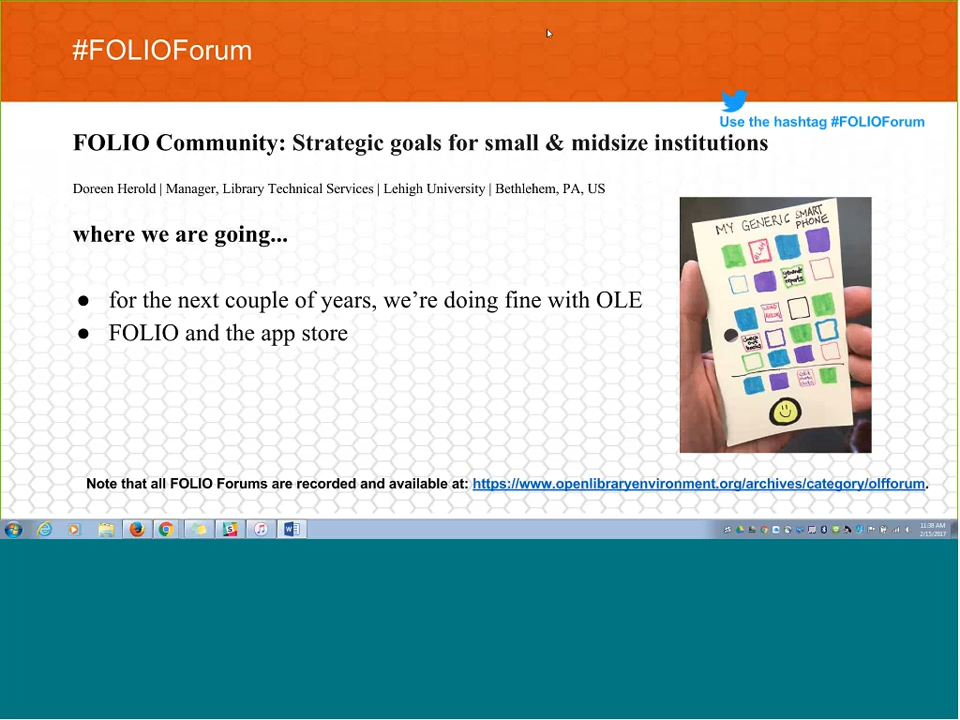 #FOLIOForum
Use the hashtag #FOLIOForum
FOLIO Community: Strategic goals for small & midsize institutions
Doreen Herold | Manager, Library Technical Services | Lehigh University | Bethlehem, PA, US
where we are going...
● for the next couple of years, we’re doing fine with OLE
● FOLIO and the app store
MY GENERIC SMART
PHONE
Note that all FOLIO Forums are recorded and available at: https://www.openlibraryenvironment.org/archives/category/olfforum.
11:39 AM
2/15/2017